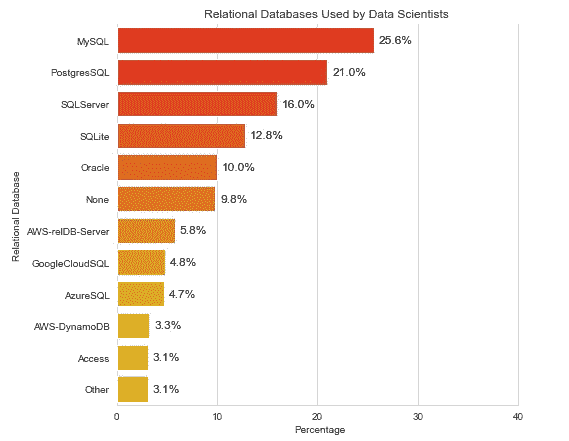 Relational Databases Used by Data Scientists
MySQL 25.6%
PostgresSQL 21.0%
SQLServer 16.0%
SQLite 12.8%
Oracle 10.0%
None 9.8%
AWS-relDB-Server 5.8%
GoogleCloudSQL 4.8%
AzureSQL 4.7%
AWS-DynamoDB 3.3%
Access 3.1%
Other 3.1%
Relational Database
0 10 20 30 40
Percentage